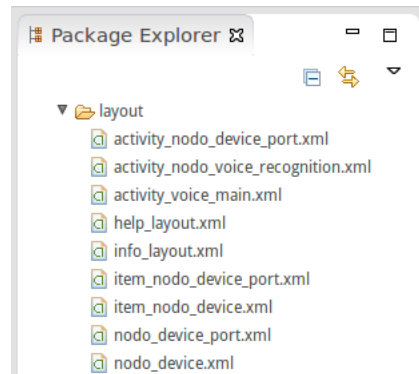 Package Explorer
layout
activity_nodo_device_port.xml
activity_nodo_voice_recognition.xml
activity_voice_main.xml
help_layout.xml
info_layout.xml
item_nodo_device_port.xml
item_nodo_device.xml
nodo_device_port.xml
nodo_device.xml